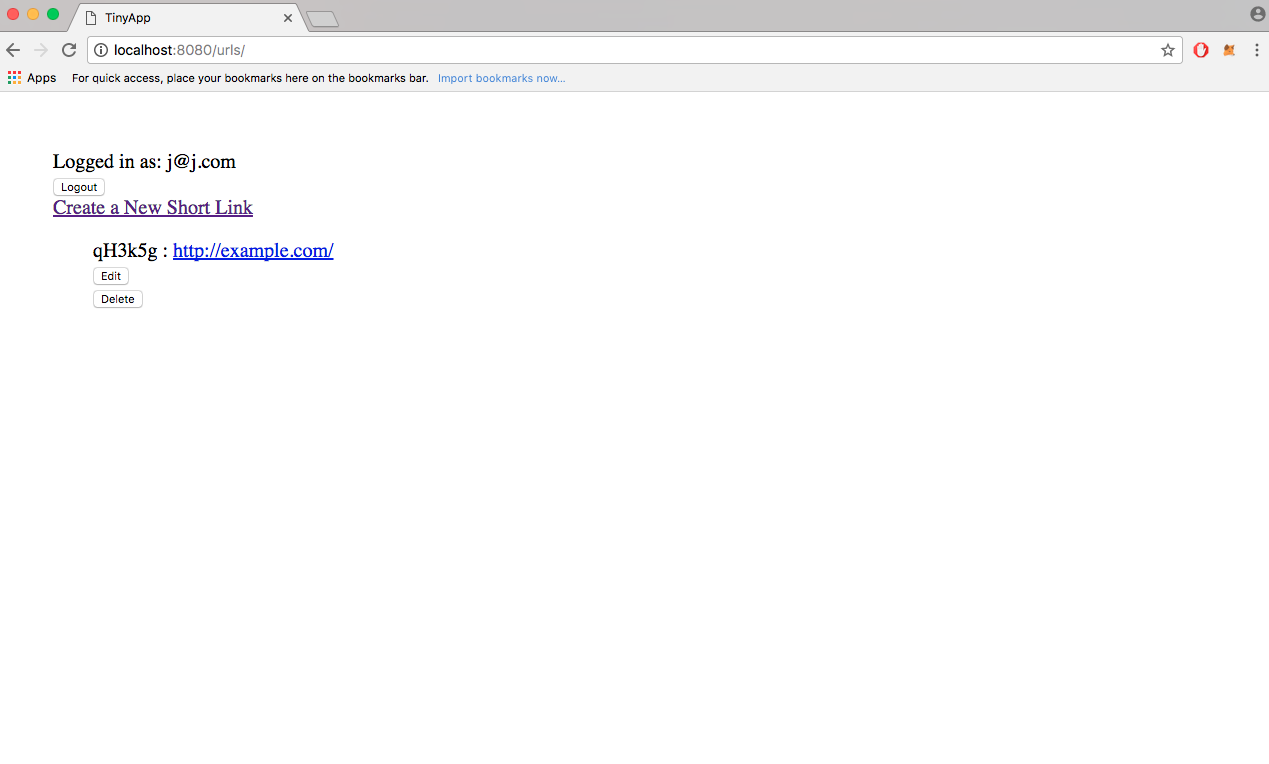 TinyApp
localhost:8080/urls/
Apps For quick access, place your bookmarks here on the bookmarks bar. Import bookmarks now...
Logged in as: j@j.com
Logout
Create a New Short Link
qH3k5g : http://example.com/
Edit
Delete